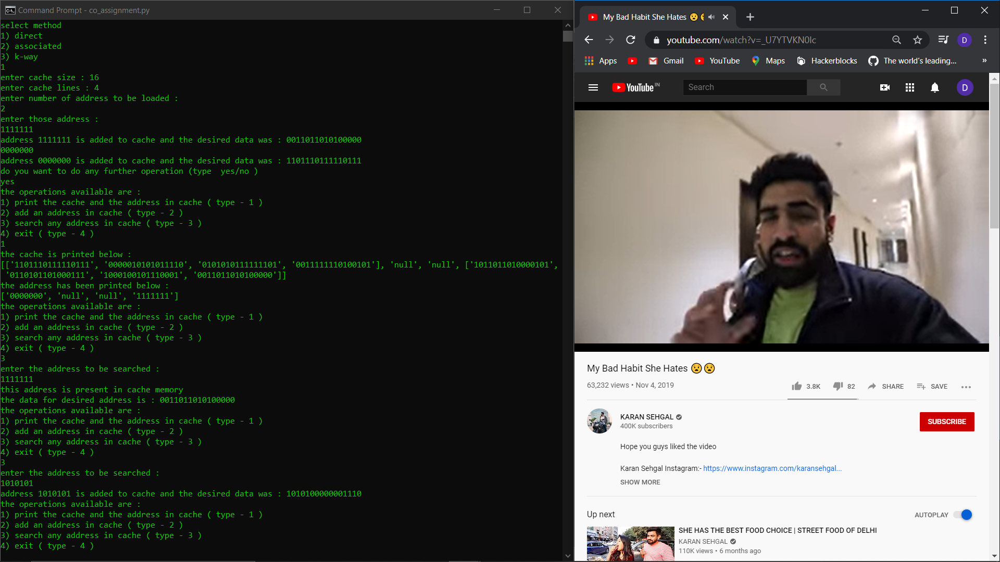 Command Prompt - co_assignment.py
select method
1) direct
2) associated
3) k-way
1
enter cache size : 16
enter cache lines : 4
enter number of address to be loaded :
2
enter those address :
1111111
address 1111111 is added to cache and the desired data was : 0011011010100000
0000000
address 0000000 is added to cache and the desired data was : 1101110111110111
do you want to do any further operation (type  yes/no )
yes
the operations available are :
1) print the cache and the address in cache ( type - 1 )
2) add an address in cache ( type - 2 )
3) search any address in cache ( type - 3 )
4) exit ( type - 4 )
1
the cache is printed below :
[['1101110111110111', '0000010101011110', '0101010111111101', '0011111110100101'], 'null', 'null', ['1011011010000101',
'0110101101000111', '1000100101110001', '0011011010100000']]
the address has been printed below :
['0000000', 'null', 'null', '1111111']
the operations available are :
1) print the cache and the address in cache ( type - 1 )
2) add an address in cache ( type - 2 )
3) search any address in cache ( type - 3 )
4) exit ( type - 4 )
3
enter the address to be searched :
1111111
this address is present in cache memory
the data for desired address is : 0011011010100000
the operations available are :
1) print the cache and the address in cache ( type - 1 )
2) add an address in cache ( type - 2 )
3) search any address in cache ( type - 3 )
4) exit ( type - 4 )
3
enter the address to be searched :
1010101
address 1010101 is added to cache and the desired data was : 1010100000001110
the operations available are :
1) print the cache and the address in cache ( type - 1 )
2) add an address in cache ( type - 2 )
3) search any address in cache ( type - 3 )
4) exit ( type - 4 )
My Bad Habit She Hates 😮
youtube.com/watch?v=_U7YTVKN0Ic
D
Apps Gmail YouTube Maps Hackerblocks The world's leading... »
YouTube IN Search D
My Bad Habit She Hates 😮😮
63,232 views • Nov 4, 2019
3.8K 82 SHARE SAVE
KARAN SEHGAL
400K subscribers
SUBSCRIBE
Hope you guys liked the video
Karan Sehgal Instagram:- https://www.instagram.com/karansehgal...
SHOW MORE
Up next AUTOPLAY
SHE HAS THE BEST FOOD CHOICE | STREET FOOD OF DELHI
KARAN SEHGAL
110K views • 6 months ago